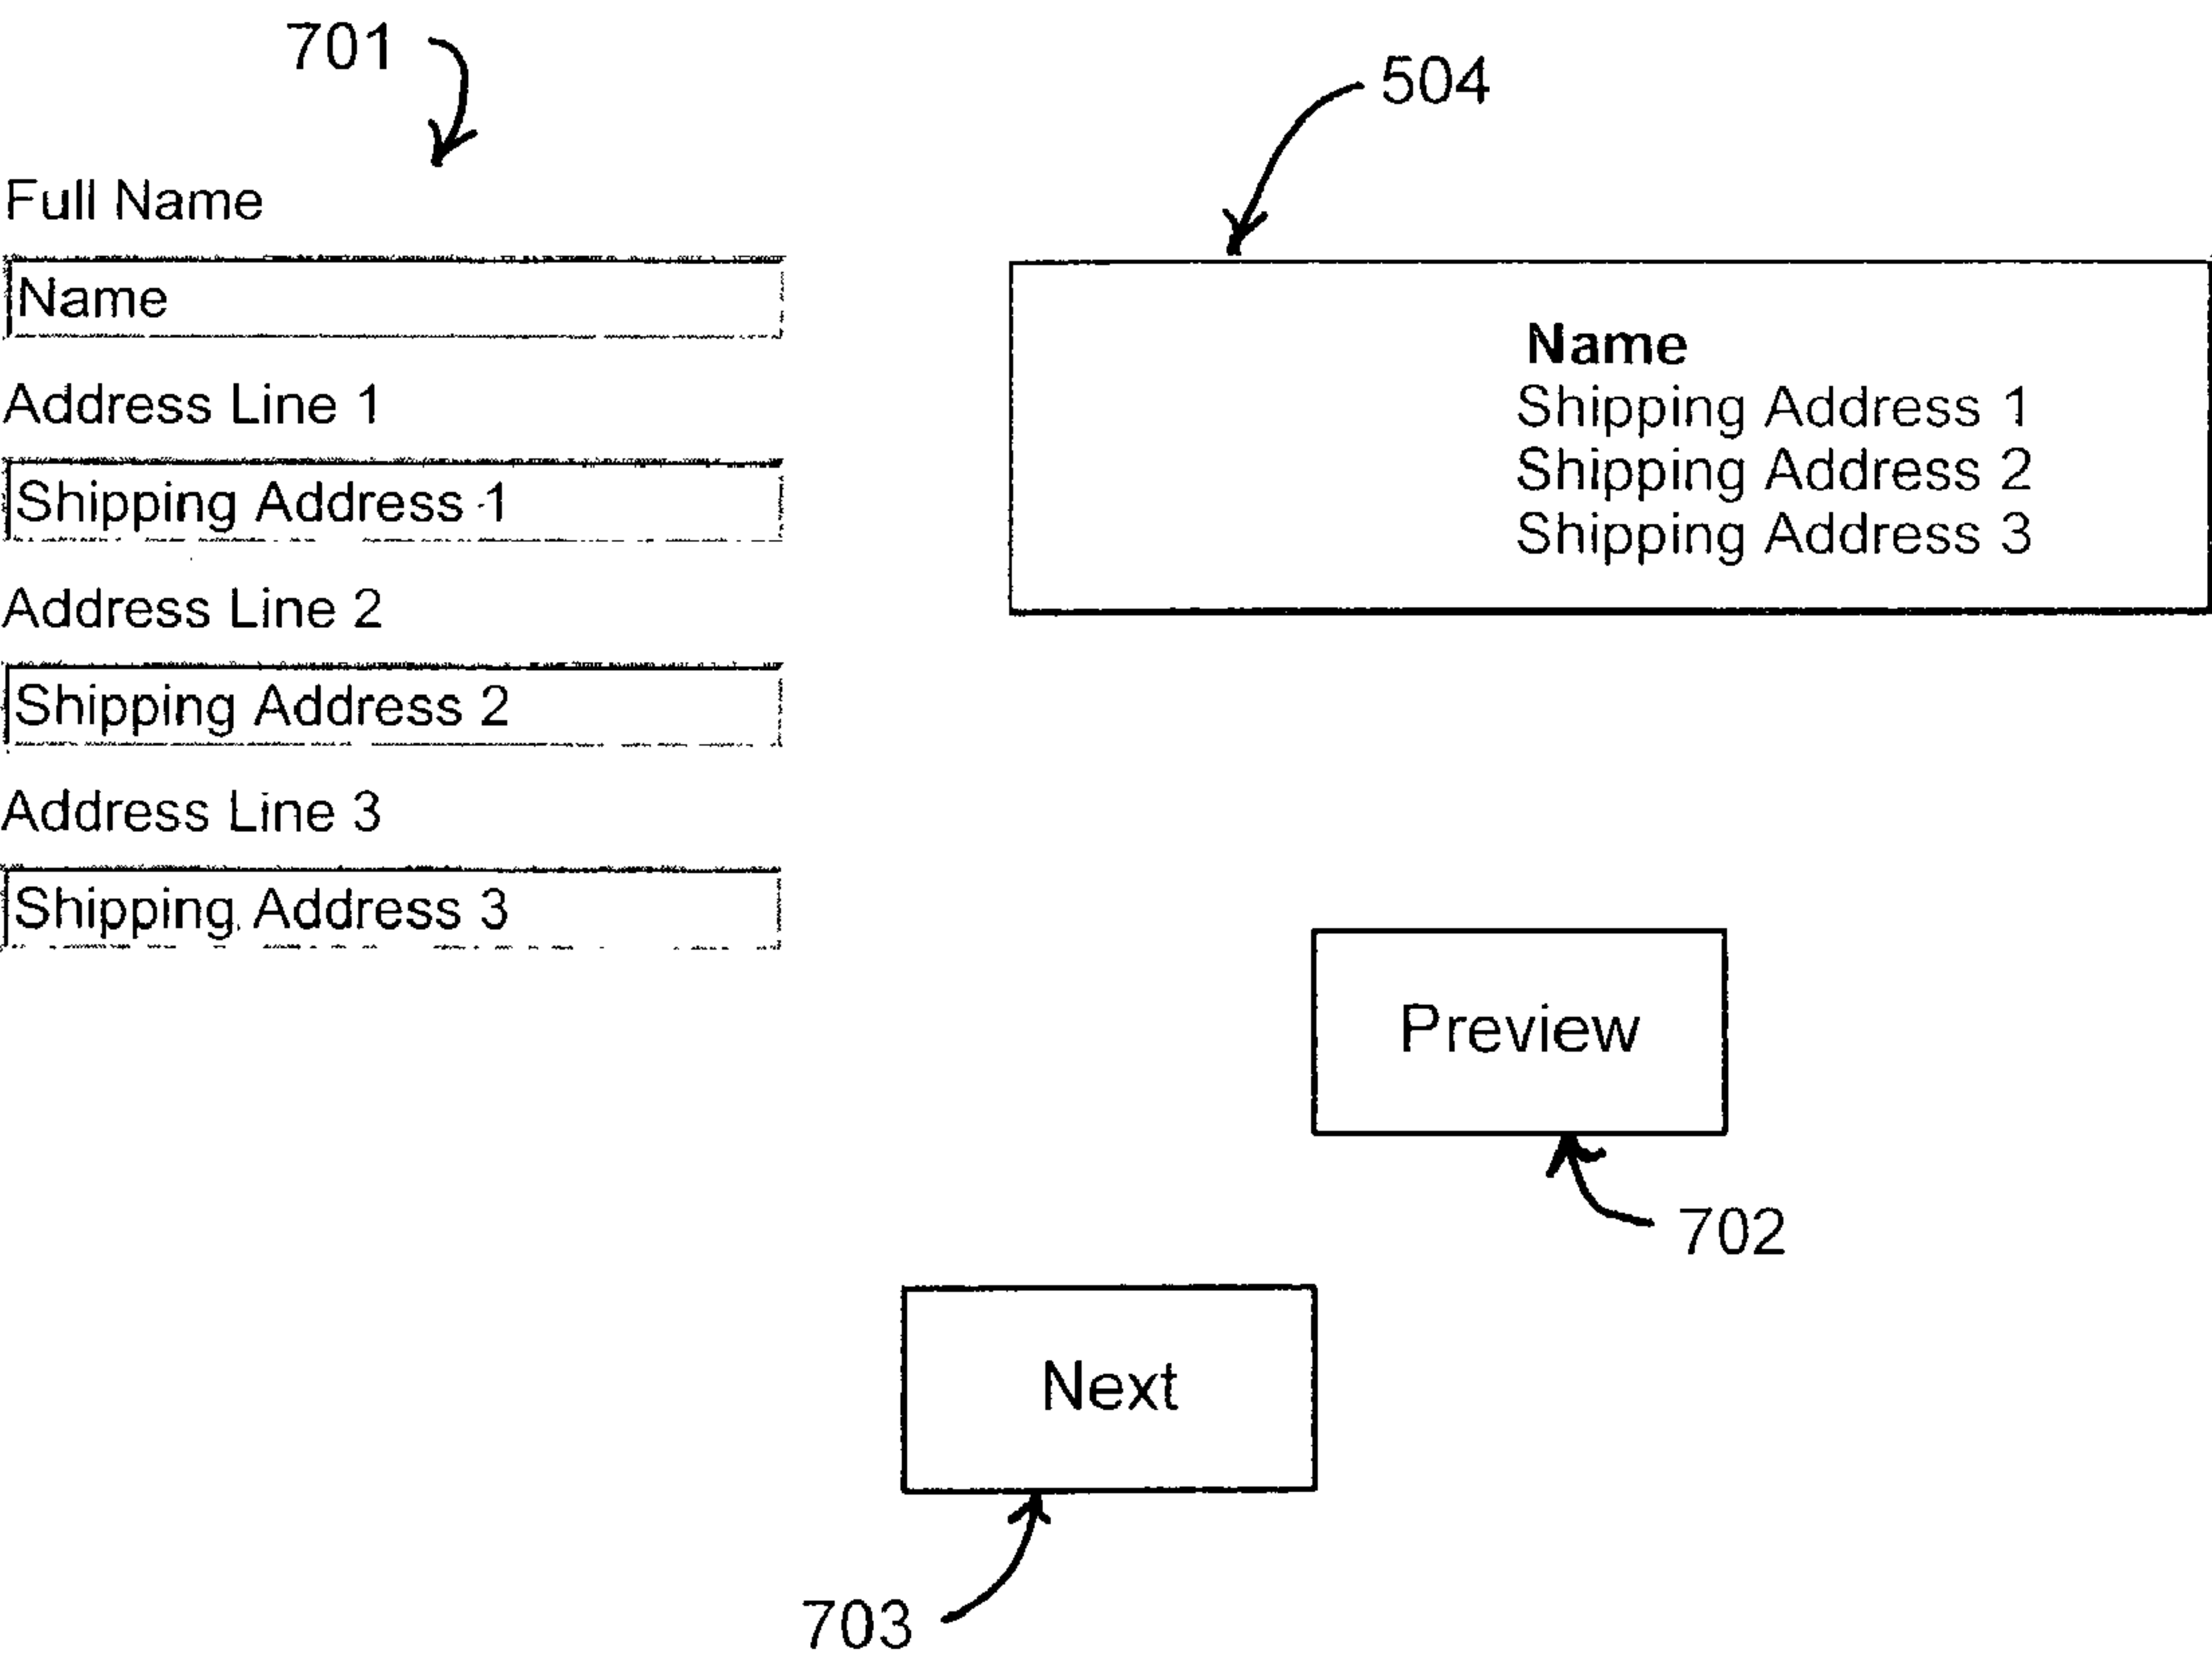 701
504
Full Name
Name
Address Line 1
Shipping Address 1
Address Line 2
Shipping Address 2
Address Line 3
Shipping Address 3
Name
Shipping Address 1
Shipping Address 2
Shipping Address 3
Preview
702
Next
703